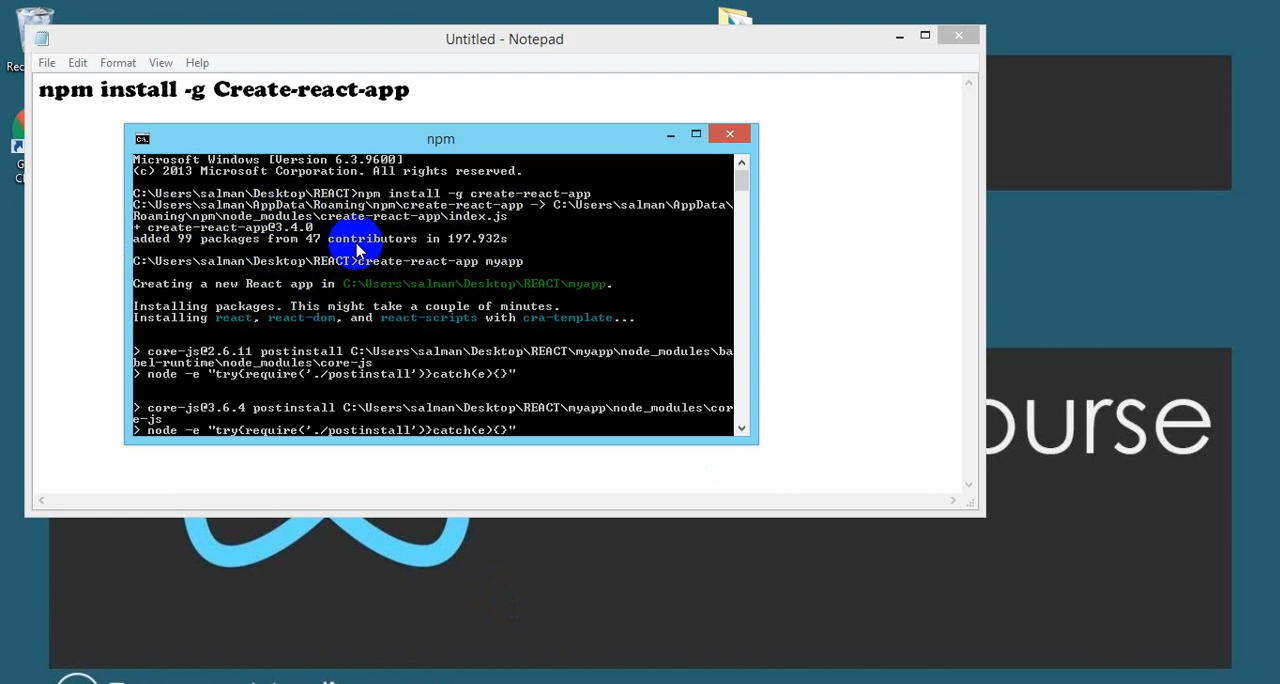 Untitled - Notepad
File Edit Format View Help
npm install -g Create-react-app
npm
Microsoft Windows [Version 6.3.9600]
(c) 2013 Microsoft Corporation. All rights reserved.
C:\Users\salman\Desktop\REACT>npm install -g create-react-app
C:\Users\salman\AppData\Roaming\npm\create-react-app -> C:\Users\salman\AppData\
Roaming\npm\node_modules\create-react-app\index.js
+ create-react-app@3.4.0
added 99 packages from 47 contributors in 197.932s
C:\Users\salman\Desktop\REACT>create-react-app myapp
Creating a new React app in C:\Users\salman\Desktop\REACT\myapp.
Installing packages. This might take a couple of minutes.
Installing react, react-dom, and react-scripts with cra-template...
> core-js@2.6.11 postinstall C:\Users\salman\Desktop\REACT\myapp\node_modules\ba
bel-runtime\node_modules\core-js
> node -e "try{require('./postinstall')}catch(e){}"
> core-js@3.6.4 postinstall C:\Users\salman\Desktop\REACT\myapp\node_modules\cor
e-js
> node -e "try{require('./postinstall')}catch(e){}"
ourse